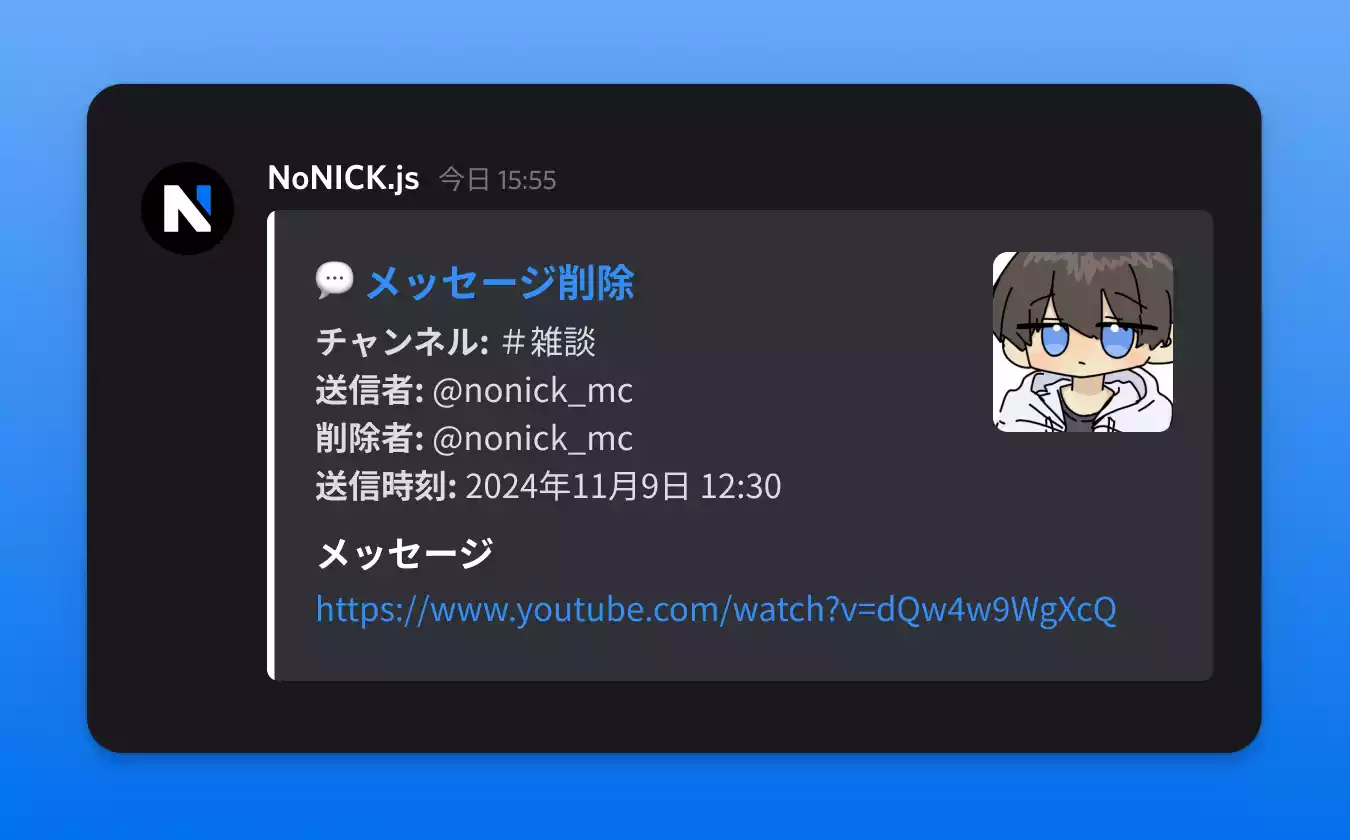 NoNICK.js 今日 15:55
メッセージ削除
チャンネル: #雑談
送信者: @nonick_mc
削除者: @nonick_mc
送信時刻: 2024年11月9日 12:30
メッセージ
https://www.youtube.com/watch?v=dQw4w9WgXcQ